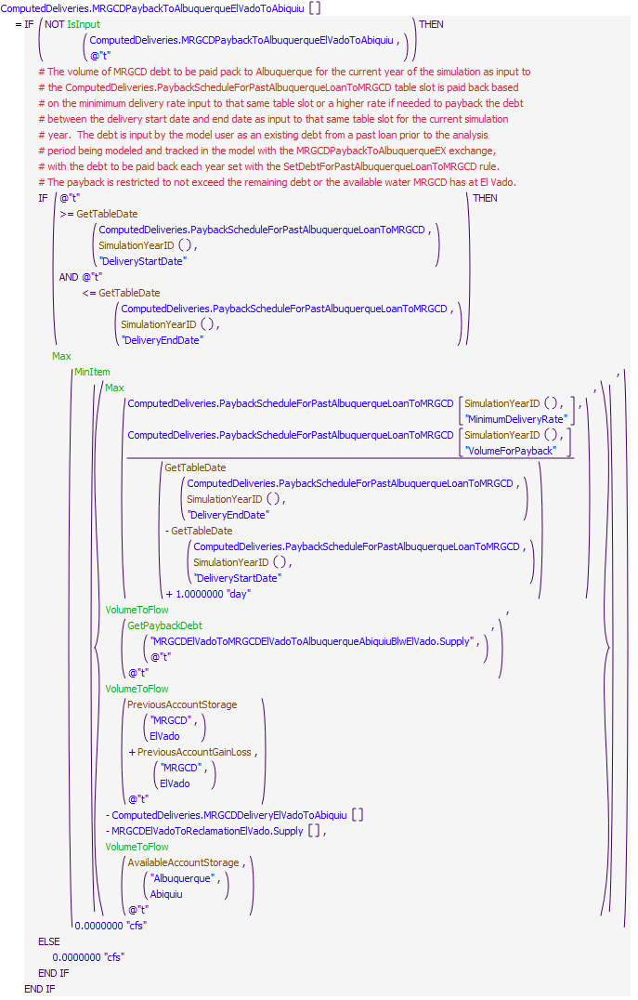 ComputedDeliveries.MRGCDPaybackToAlbuquerqueElVadoToAbiquiu []
= IF ( NOT IsInput ) THEN
( ComputedDeliveries.MRGCDPaybackToAlbuquerqueElVadoToAbiquiu ,
@"t" )
# The volume of MRGCD debt to be paid pack to Albuquerque for the current year of the simulation as input to
# the ComputedDeliveries.PaybackScheduleForPastAlbuquerqueLoanToMRGCD table slot is paid back based
# on the minimimum delivery rate input to that same table slot or a higher rate if needed to payback the debt
# between the delivery start date and end date as input to that same table slot for the current simulation
# year.  The debt is input by the model user as an existing debt from a past loan prior to the analysis
# period being modeled and tracked in the model with the MRGCDPaybackToAlbuquerqueEX exchange,
# with the debt to be paid back each year set with the SetDebtForPastAlbuquerqueLoanToMRGCD rule.
# The payback is restricted to not exceed the remaining debt or the available water MRGCD has at El Vado.
IF ( @"t" ) THEN
>= GetTableDate
( ComputedDeliveries.PaybackScheduleForPastAlbuquerqueLoanToMRGCD ,
SimulationYearID ( ) ,
"DeliveryStartDate" )
AND @"t"
<= GetTableDate
( ComputedDeliveries.PaybackScheduleForPastAlbuquerqueLoanToMRGCD ,
SimulationYearID ( ) ,
"DeliveryEndDate" )
Max
( MinItem ,
( { Max ,
( ComputedDeliveries.PaybackScheduleForPastAlbuquerqueLoanToMRGCD [ SimulationYearID ( ) ,
"MinimumDeliveryRate" ] ,
ComputedDeliveries.PaybackScheduleForPastAlbuquerqueLoanToMRGCD [ SimulationYearID ( ) ,
"VolumeForPayback" ]
GetTableDate
( ComputedDeliveries.PaybackScheduleForPastAlbuquerqueLoanToMRGCD ,
SimulationYearID ( ) ,
"DeliveryEndDate" )
- GetTableDate
( ComputedDeliveries.PaybackScheduleForPastAlbuquerqueLoanToMRGCD ,
SimulationYearID ( ) ,
"DeliveryStartDate" )
+ 1.0000000 "day" )
VolumeToFlow ,
( GetPaybackDebt ,
( "MRGCDElVadoToMRGCDElVadoToAlbuquerqueAbiquiuBlwElVado.Supply" ,
@"t" )
@"t" )
VolumeToFlow
( PreviousAccountStorage
( "MRGCD" ,
ElVado )
+ PreviousAccountGainLoss ,
( "MRGCD" ,
ElVado )
@"t" )
- ComputedDeliveries.MRGCDDeliveryElVadoToAbiquiu []
- MRGCDElVadoToReclamationElVado.Supply [] ,
VolumeToFlow
( AvailableAccountStorage ,
( "Albuquerque" ,
Abiquiu )
@"t" ) } )
0.0000000 "cfs" )
ELSE
0.0000000 "cfs"
END IF
END IF